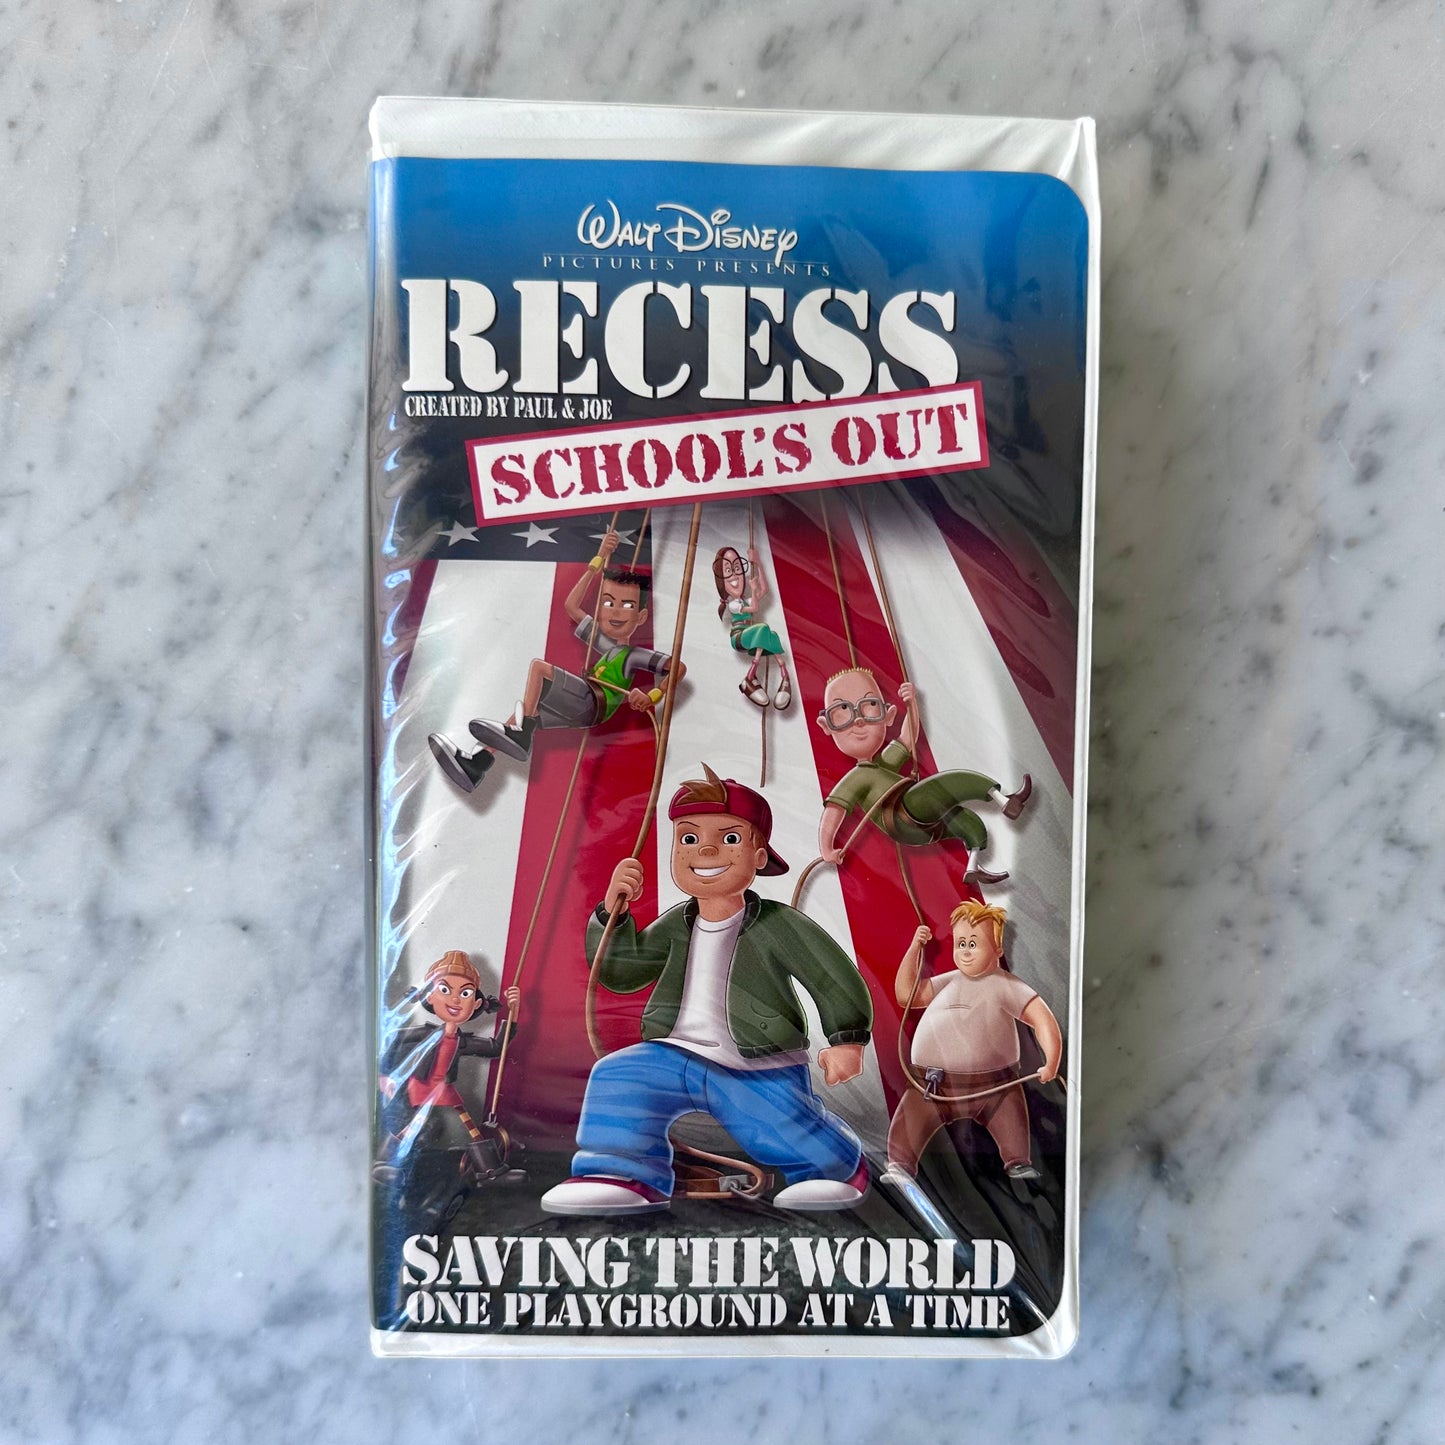 WALT DISNEY
PICTURES PRESENTS
RECESS
CREATED BY PAUL & JOE
SCHOOL'S OUT
SAVING THE WORLD
ONE PLAYGROUND AT A TIME